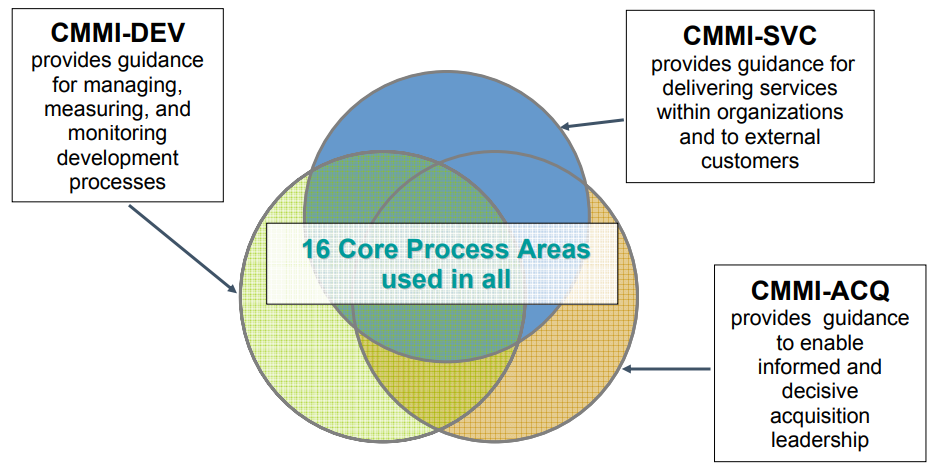 CMMI-DEV
provides guidance
for managing,
measuring, and
monitoring
development
processes
CMMI-SVC
provides guidance for
delivering services
within organizations
and to external
customers
16 Core Process Areas
used in all
CMMI-ACQ
provides guidance
to enable
informed and
decisive
acquisition
leadership